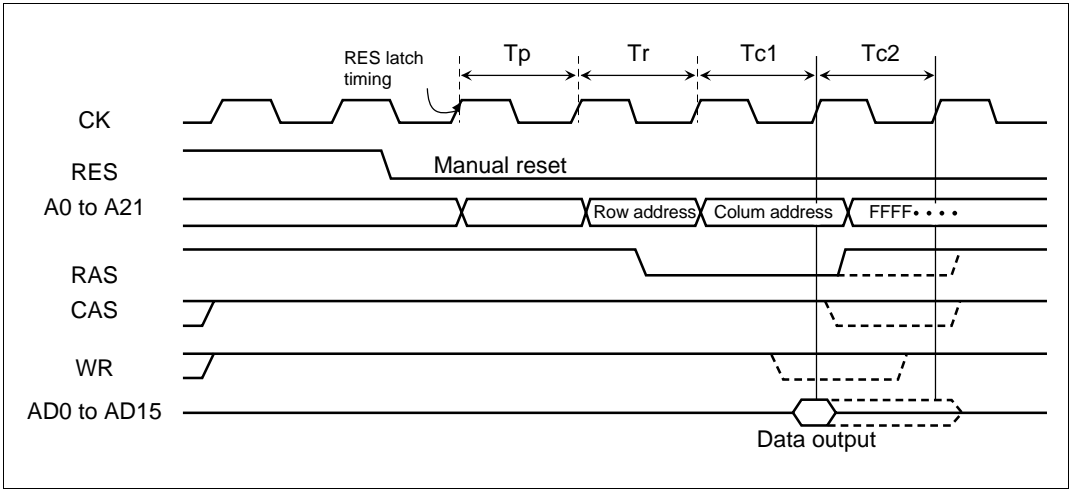 RES latch
timing
Tp
Tr
Tc1
Tc2
CK
RES
Manual reset
A0 to A21
Row address
Colum address
FFFF・・・・
RAS
CAS
WR
AD0 to AD15
Data output